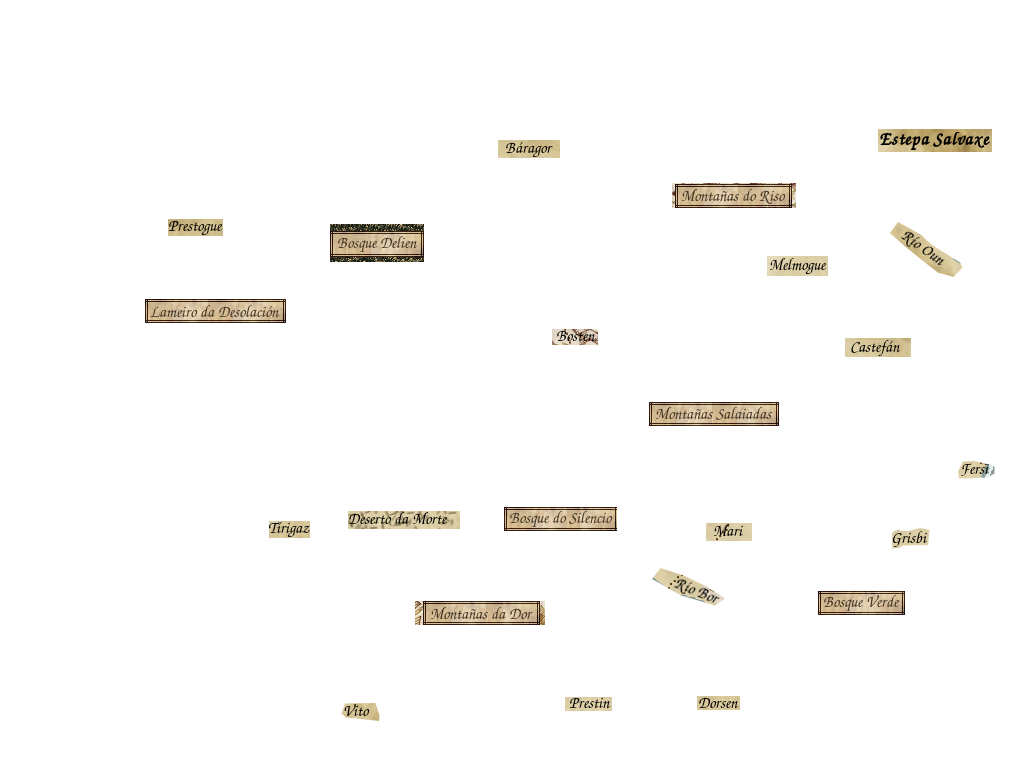 Estepa Salvaxe
Báragor
Montañas do Riso
Prestogue
Bosque Delien
Río Oun
Melmogue
Lameiro da Desolación
Bosten
Castefán
Montañas Salaiadas
Fersi
Deserto da Morte
Bosque do Silencio
Tirigaz
Mari
Grisbi
Río Bor
Bosque Verde
Montañas da Dor
Prestin
Dorsen
Vito